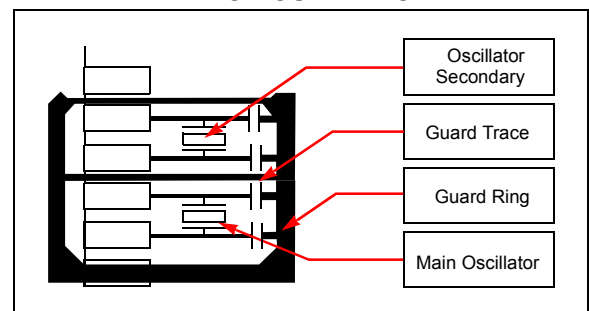 Oscillator
Secondary
Guard Trace
Guard Ring
Main Oscillator